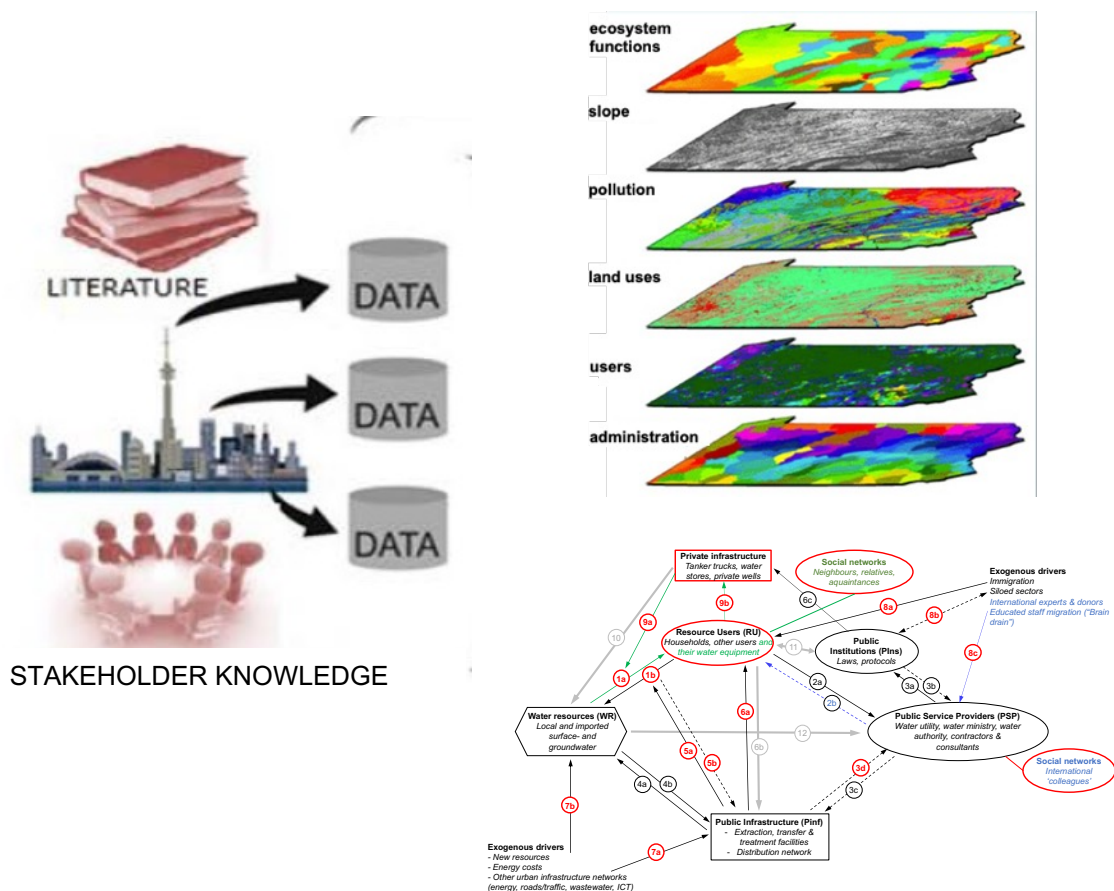 LITERATURE
DATA
DATA
DATA
STAKEHOLDER KNOWLEDGE
ecosystem
functions
slope
pollution
land uses
users
administration
Private infrastructure
Tanker trucks, water
stores, private wells
Social networks
Neighbours, relatives,
aquaintances
Exogenous drivers
Immigration
Siloed sectors
International experts & donors
Educated staff migration ("Brain
drain")
6c
8a
8b
9b
9a
10
Resource Users (RU)
Households, other users and
their water equipment
11
Public
Institutions (PIns)
Laws, protocols
8c
1a
1b
2a
2b
3a
3b
Water resources (WR)
Local and imported
surface- and
groundwater
6a
12
6b
Public Service Providers (PSP)
Water utility, water ministry, water
authority, contractors &
consultants
5a
5b
4a
4b
3d
3c
Social networks
International
'colleagues'
7b
Public Infrastructure (Pinf)
- Extraction, transfer &
treatment facilities
- Distribution network
7a
Exogenous drivers
- New resources
- Energy costs
- Other urban infrastructure networks
(energy, roads/traffic, wastewater, ICT)